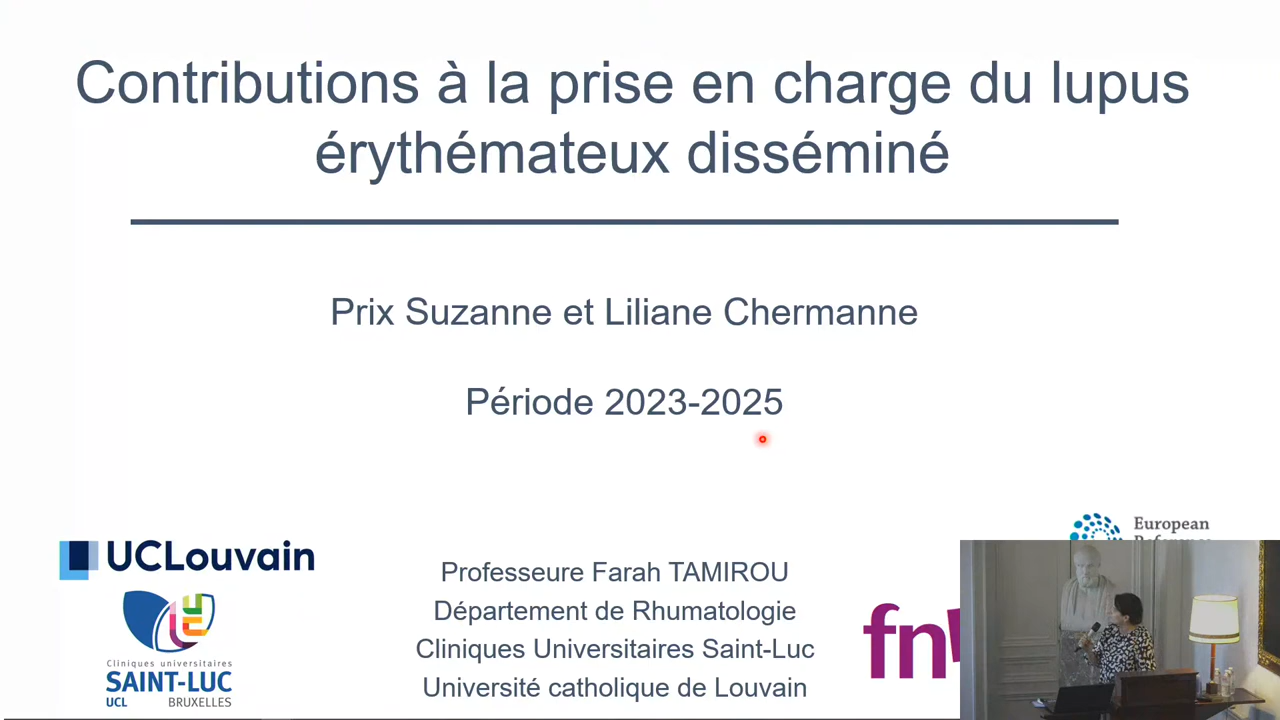 Contributions à la prise en charge du lupus
érythémateux disséminé
Prix Suzanne et Liliane Chermanne
Période 2023-2025
European
UCLouvain
Professeure Farah TAMIROU
Département de Rhumatologie
Cliniques Universitaires Saint-Luc
Université catholique de Louvain
Cliniques universitaires
SAINT-LUC
UCL BRUXELLES